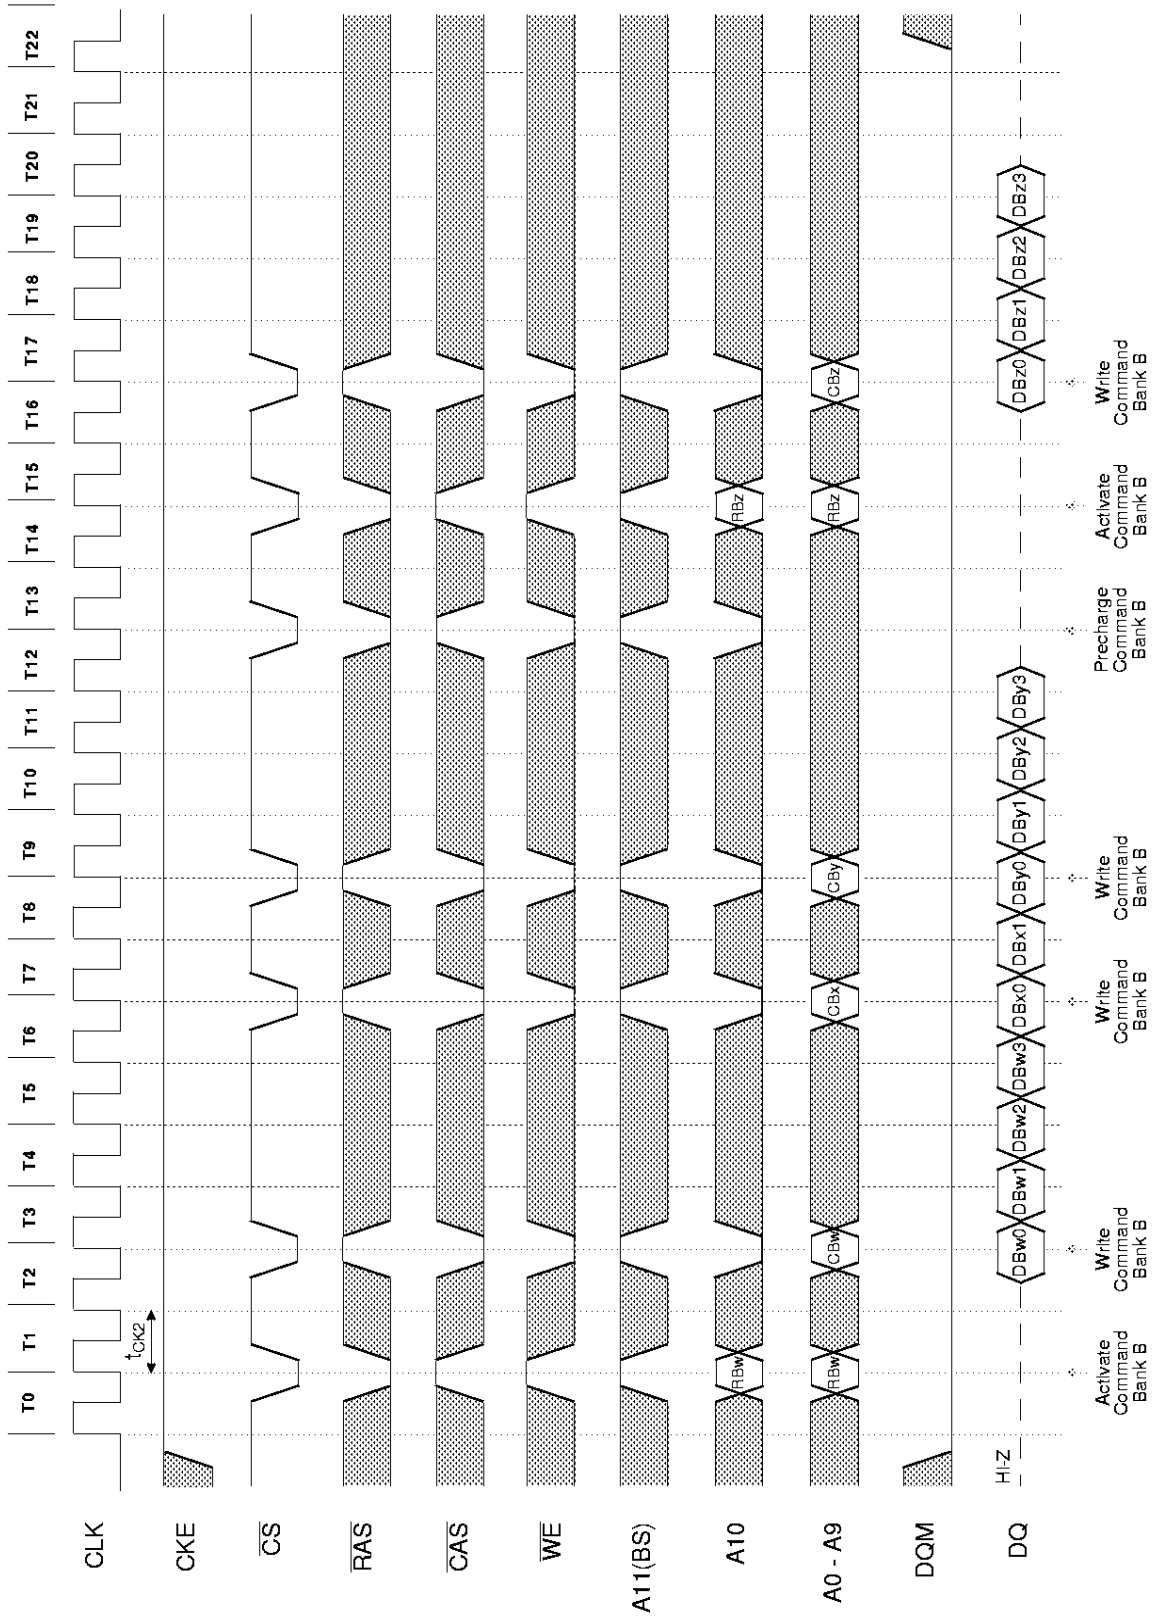 T0 T1 T2 T3 T4 T5 T6 T7 T8 T9 T10 T11 T12 T13 T14 T15 T16 T17 T18 T19 T20 T21 T22
CLK
tCK2
CKE
CS
RAS
CAS
WE
A11(BS)
A10
RBw RBz
A0 - A9
RBw CBw CBx CBy RBz CBz
DQM
DQ
HI-Z
DBw0 DBw1 DBw2 DBw3 DBx0 DBx1 DBy0 DBy1 DBy2 DBy3 DBz0 DBz1 DBz2 DBz3
Activate
Command
Bank B
Write
Command
Bank B
Write
Command
Bank B
Write
Command
Bank B
Precharge
Command
Bank B
Activate
Command
Bank B
Write
Command
Bank B